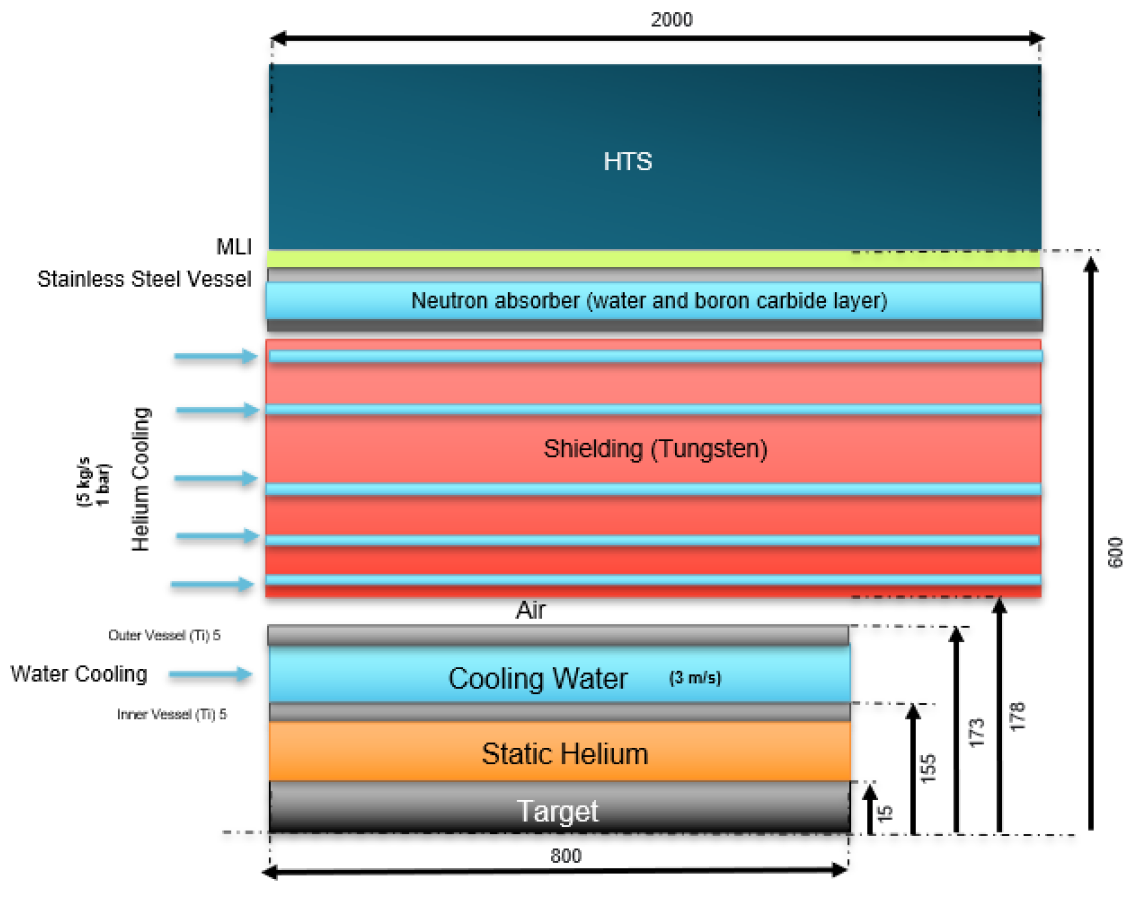 2000
HTS
MLI
Stainless Steel Vessel
Neutron absorber (water and boron carbide layer)
Helium Cooling
(5 kg/s
1 bar)
Shielding (Tungsten)
600
Air
Outer Vessel (Ti) 5
Water Cooling
Cooling Water
(3 m/s)
Inner Vessel (Ti) 5
Static Helium
Target
15
155
173
178
800